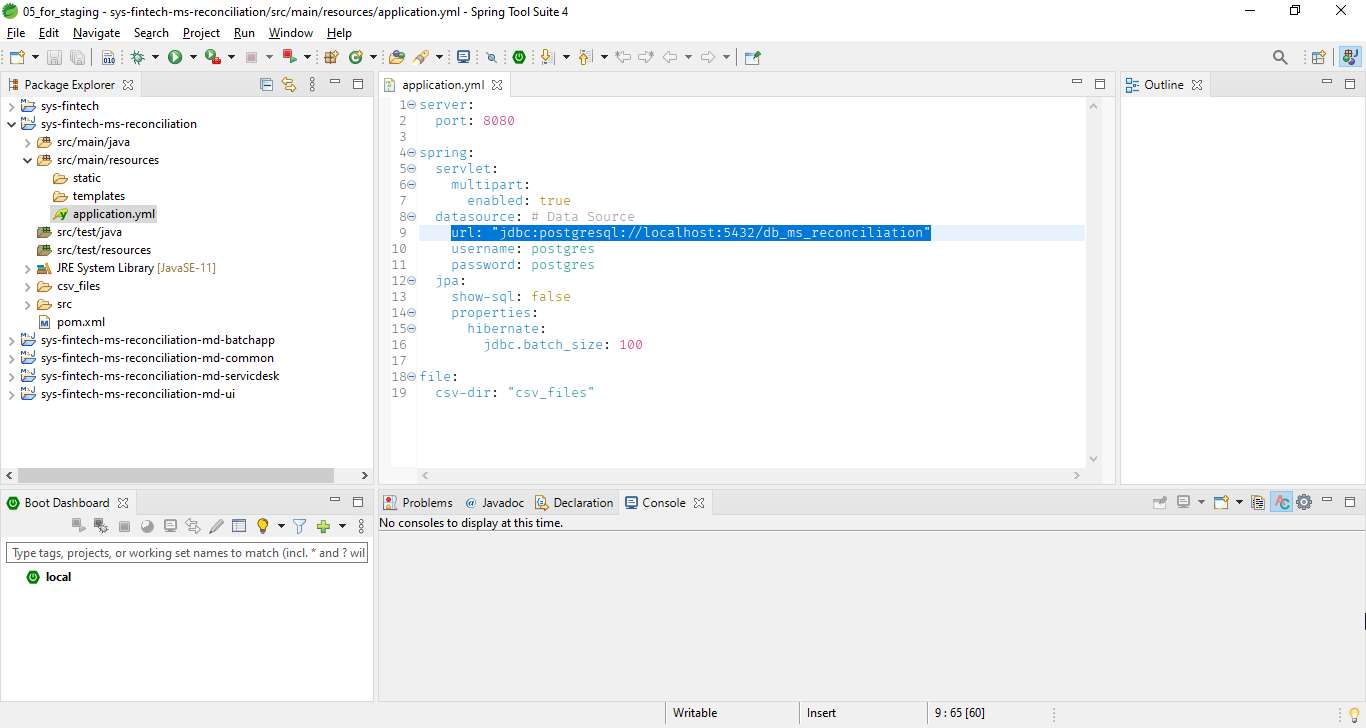 05_for_staging - sys-fintech-ms-reconciliation/src/main/resources/application.yml - Spring Tool Suite 4
File Edit Navigate Search Project Run Window Help
Package Explorer
sys-fintech
sys-fintech-ms-reconciliation
src/main/java
src/main/resources
static
templates
application.yml
src/test/java
src/test/resources
JRE System Library [JavaSE-11]
csv_files
src
pom.xml
sys-fintech-ms-reconciliation-md-batchapp
sys-fintech-ms-reconciliation-md-common
sys-fintech-ms-reconciliation-md-servicdesk
sys-fintech-ms-reconciliation-md-ui
application.yml
1 server:
2 port: 8080
3
4 spring:
5 servlet:
6 multipart:
7 enabled: true
8 datasource: # Data Source
9 url: "jdbc:postgresql://localhost:5432/db_ms_reconciliation"
10 username: postgres
11 password: postgres
12 jpa:
13 show-sql: false
14 properties:
15 hibernate:
16 jdbc.batch_size: 100
17
18 file:
19 csv-dir: "csv_files"
Outline
Boot Dashboard
Type tags, projects, or working set names to match (incl. * and ? wil
local
Problems @ Javadoc Declaration Console
No consoles to display at this time.
Writable Insert 9 : 65 [60]